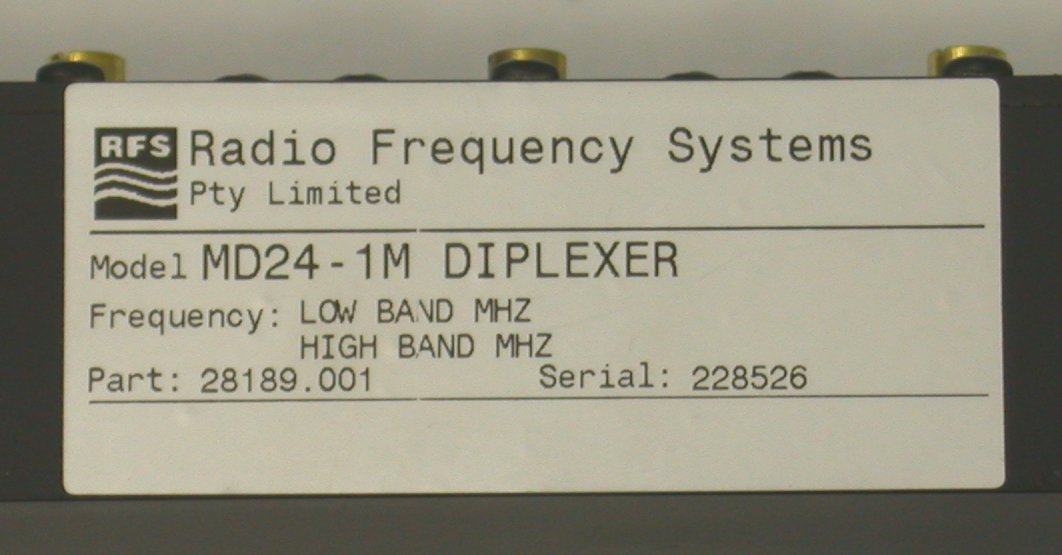 RFS Radio Frequency Systems
Pty Limited
Model MD24-1M DIPLEXER
Frequency: LOW BAND MHZ
HIGH BAND MHZ
Part: 28189.001 Serial: 228526